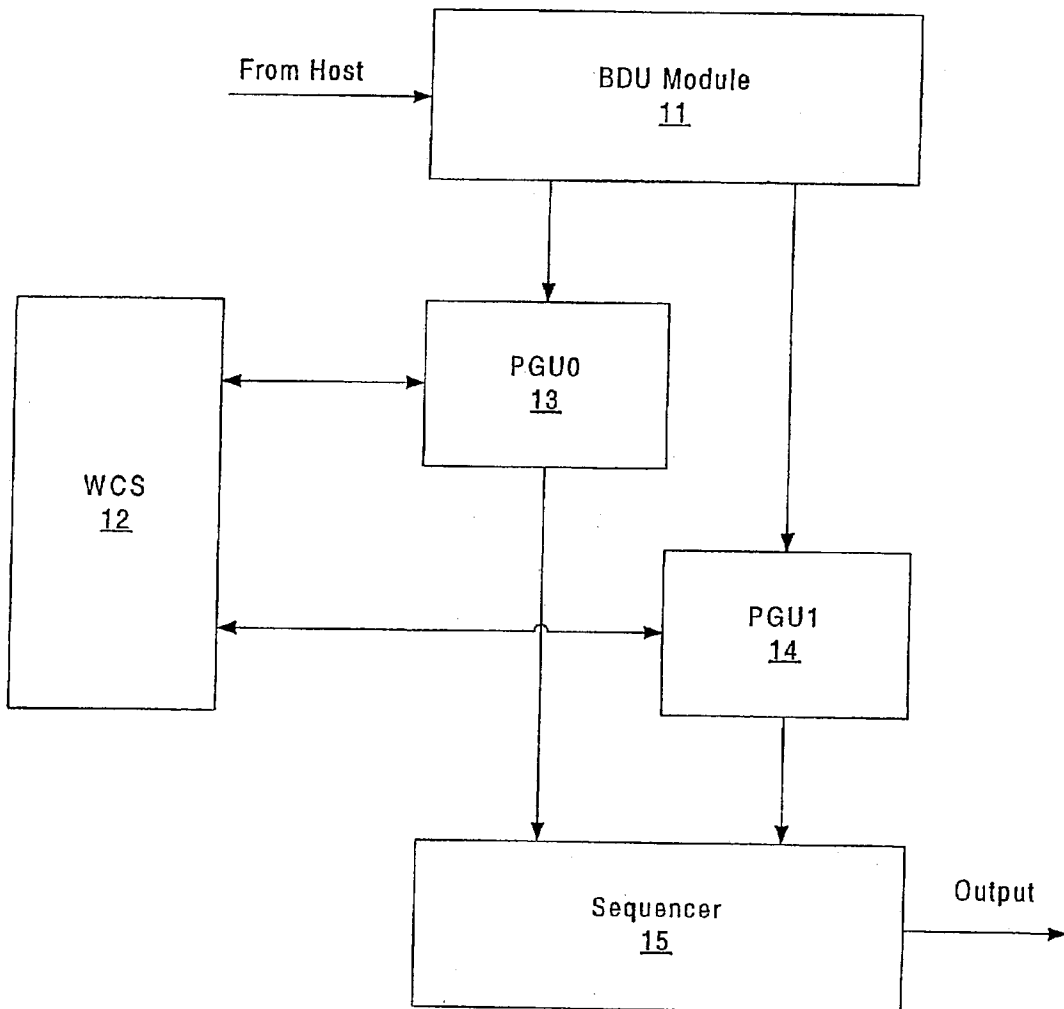 From Host
BDU Module
11
PGU0
13
WCS
12
PGU1
14
Sequencer
15
Output